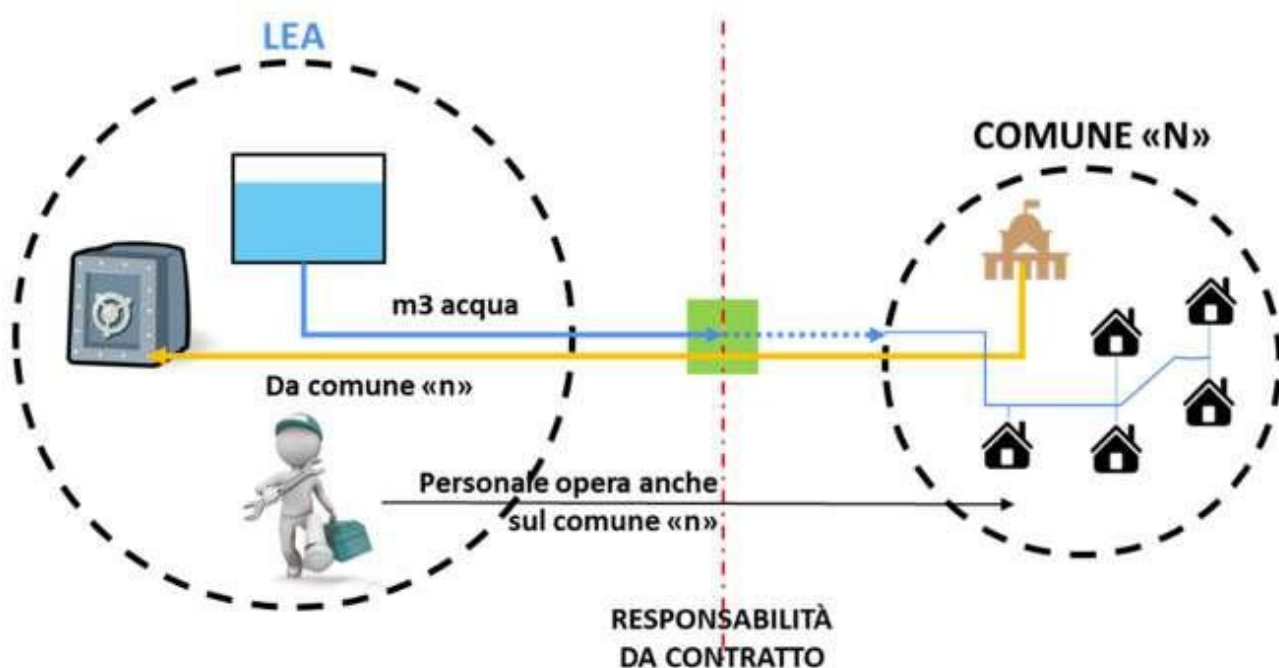 LEA
COMUNE «N»
m3 acqua
Da comune «n»
Personale opera anche
sul comune «n»
RESPONSABILITÀ
DA CONTRATTO